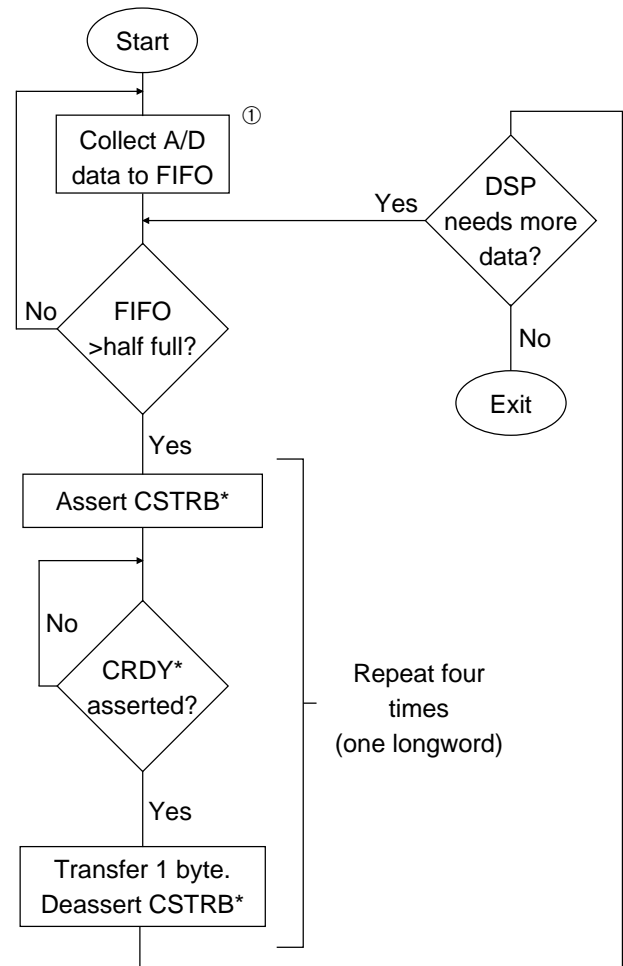 Start
①
Collect A/D
data to FIFO
Yes
DSP
needs more
data?
No
FIFO
>half full?
No
Exit
Yes
Assert CSTRB*
No
CRDY*
asserted?
Repeat four
times
(one longword)
Yes
Transfer 1 byte.
Deassert CSTRB*